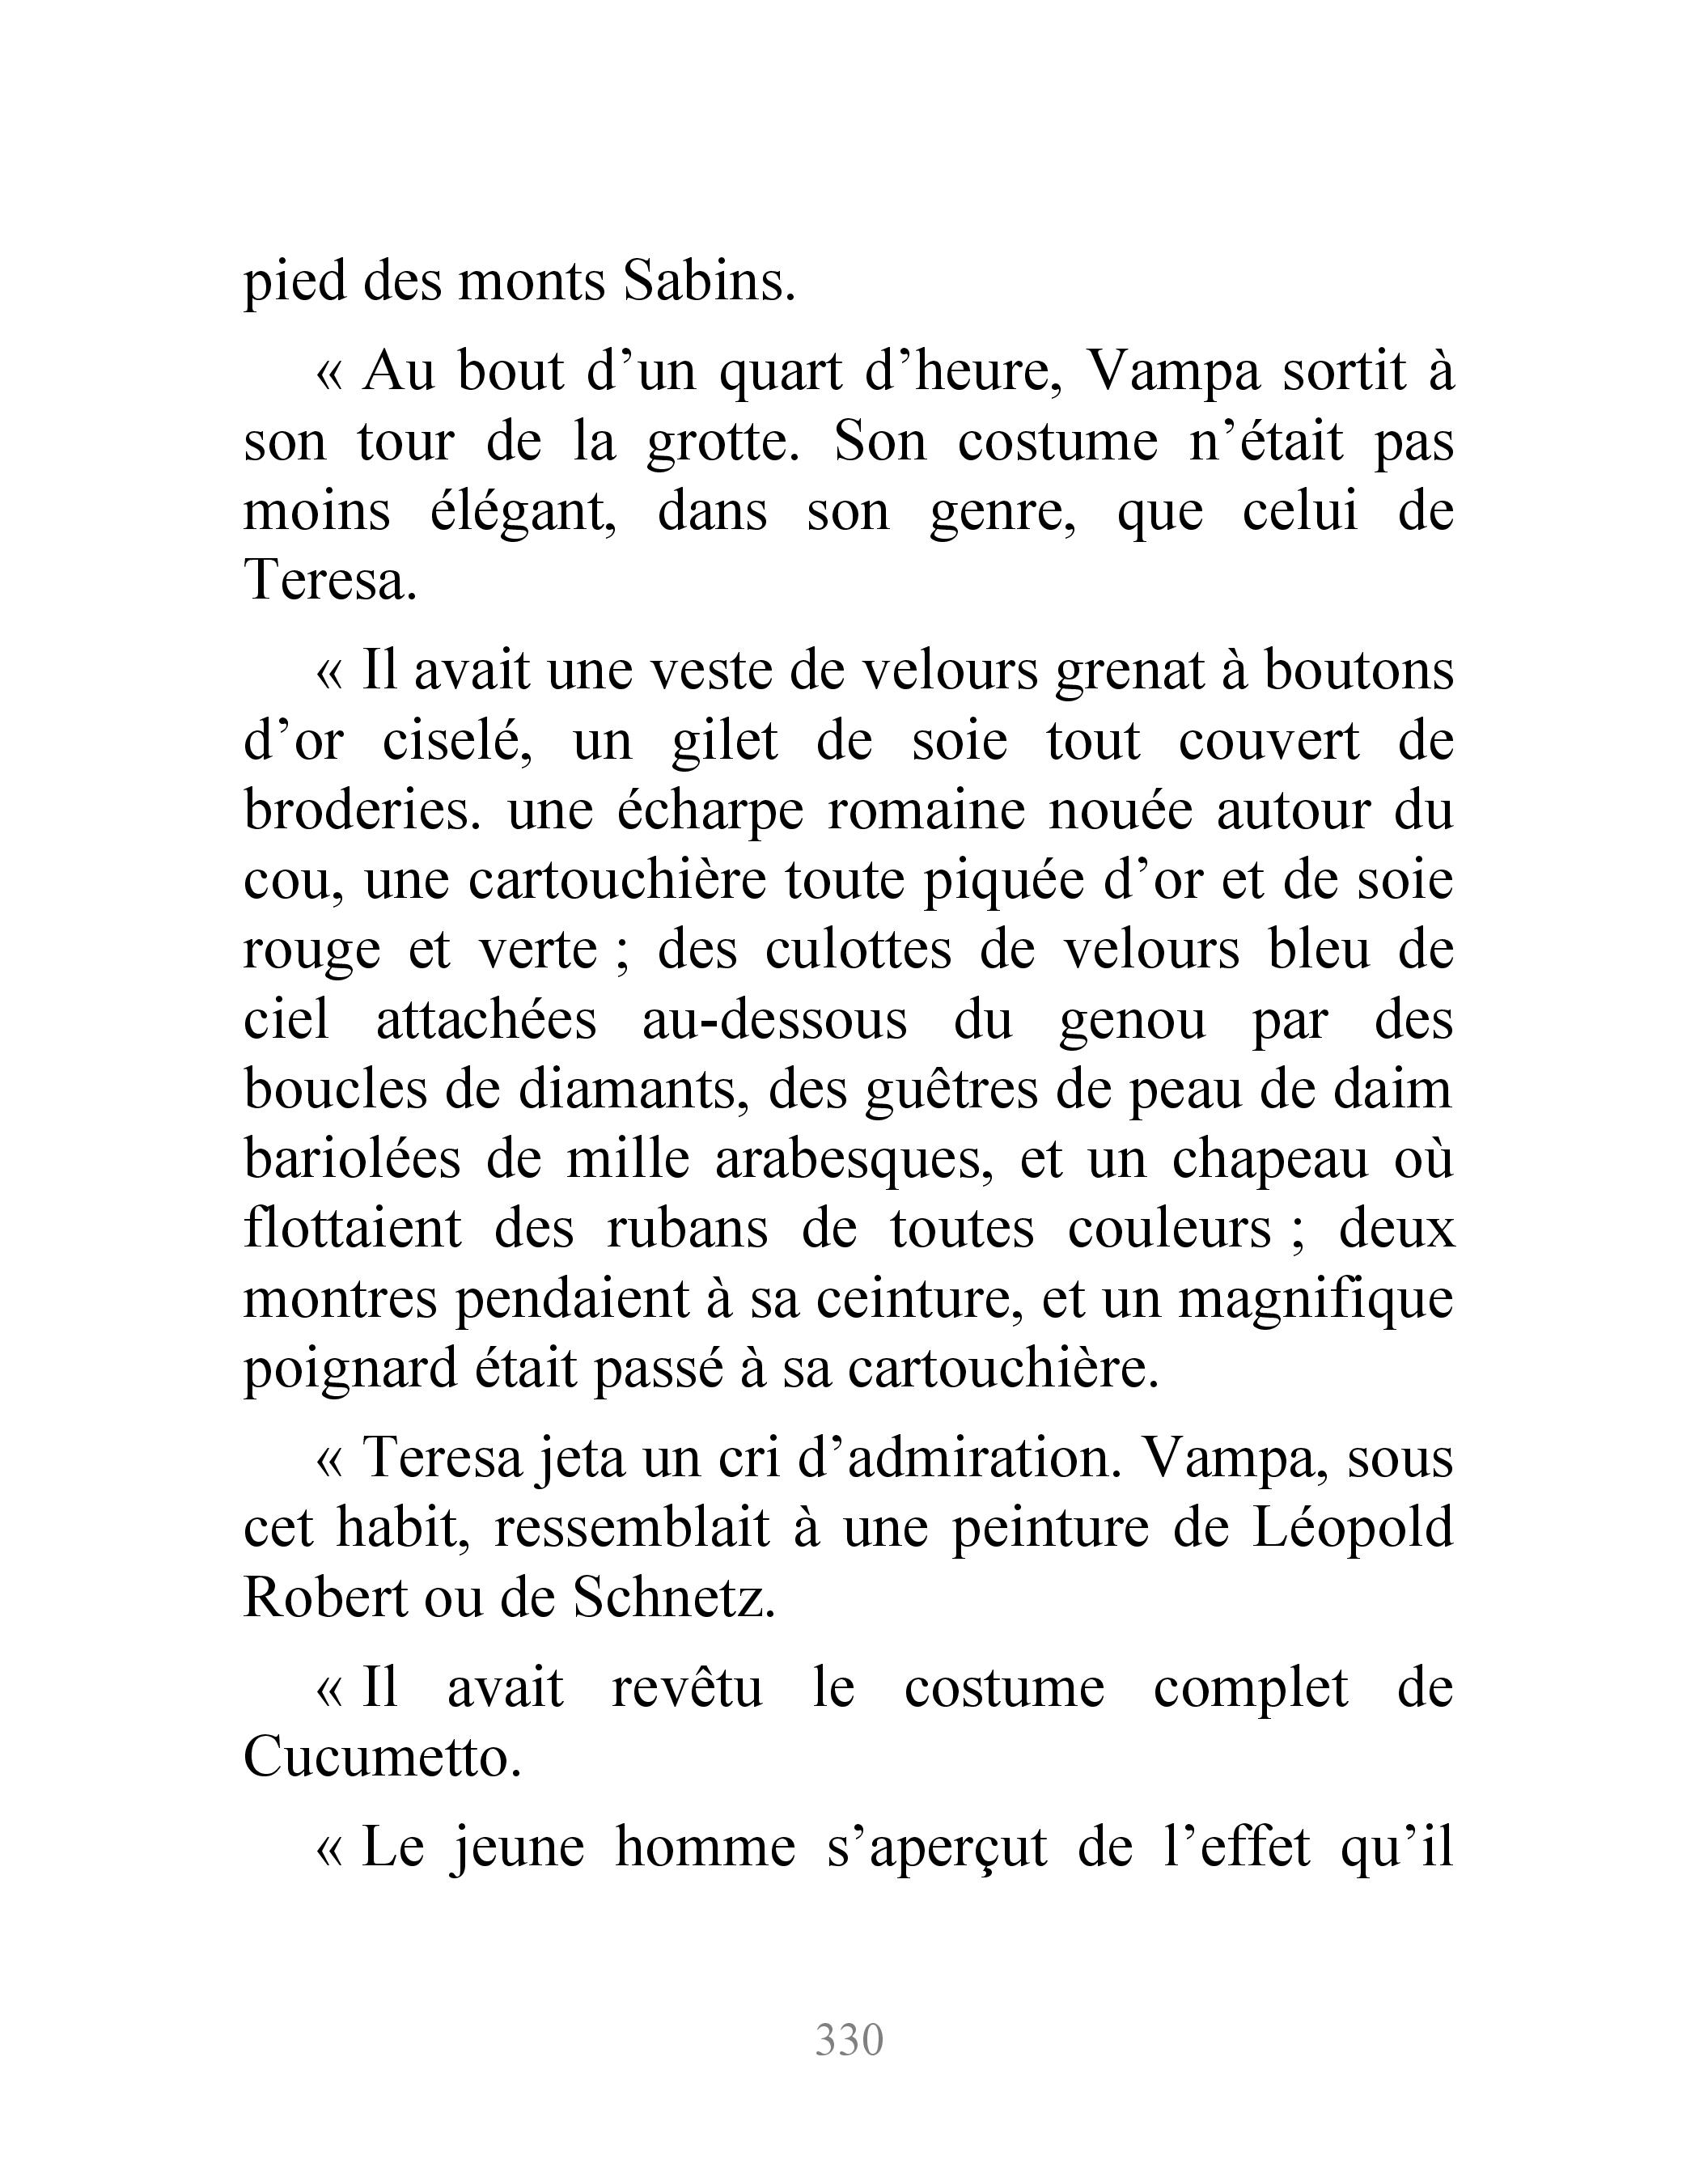 pied des monts Sabins.
« Au bout d’un quart d’heure, Vampa sortit à
son tour de la grotte. Son costume n’était pas
moins élégant, dans son genre, que celui de
Teresa.
« Il avait une veste de velours grenat à boutons
d’or ciselé, un gilet de soie tout couvert de
broderies. une écharpe romaine nouée autour du
cou, une cartouchière toute piquée d’or et de soie
rouge et verte ; des culottes de velours bleu de
ciel attachées au-dessous du genou par des
boucles de diamants, des guêtres de peau de daim
bariolées de mille arabesques, et un chapeau où
flottaient des rubans de toutes couleurs ; deux
montres pendaient à sa ceinture, et un magnifique
poignard était passé à sa cartouchière.
« Teresa jeta un cri d’admiration. Vampa, sous
cet habit, ressemblait à une peinture de Léopold
Robert ou de Schnetz.
« Il avait revêtu le costume complet de
Cucumetto.
« Le jeune homme s’aperçut de l’effet qu’il
330